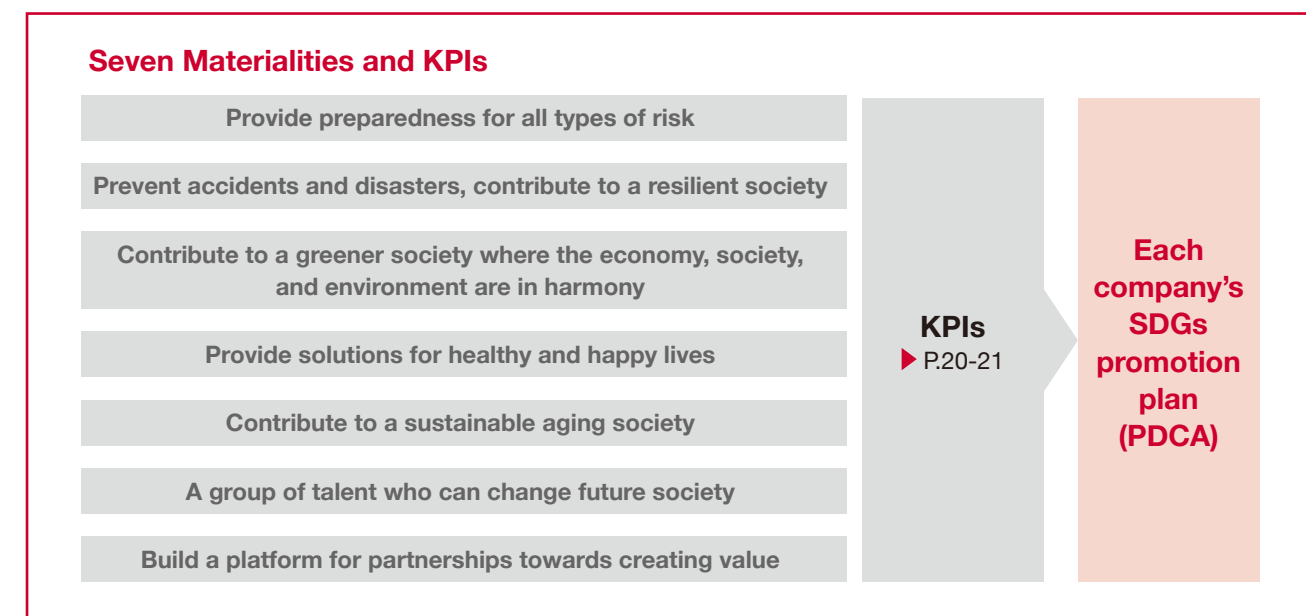 Seven Materialities and KPIs
Provide preparedness for all types of risk
Prevent accidents and disasters, contribute to a resilient society
Contribute to a greener society where the economy, society,
and environment are in harmony
Provide solutions for healthy and happy lives
Contribute to a sustainable aging society
A group of talent who can change future society
Build a platform for partnerships towards creating value
KPIs
P.20-21
Each
company’s
SDGs
promotion
plan
(PDCA)